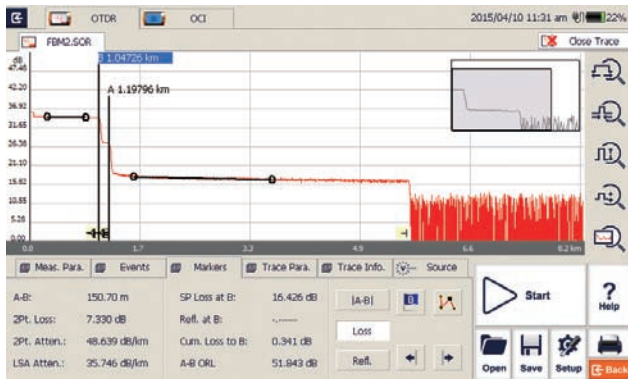 OTDR OCI 2015/04/10 11:31 am 22%
FBM2.SOR Close Trace
dB
47.46
B 1.04726 km
42.20
A 1.19796 km
36.92
31.65
26.38
21.10
15.82
10.55
5.28
0.00
0.0 1.7 3.3 4.9 6.6 8.2 km
Meas. Para. Events Markers Trace Para. Trace Info. Source
A-B: 150.70 m SP Loss at B: 16.426 dB |A-B| Start ? Help
2Pt. Loss: 7.330 dB Refl. at B: -.-----
2Pt. Atten.: 48.639 dB/km Cum. Loss to B: 0.341 dB Loss
LSA Atten.: 35.746 dB/km A-B ORL 51.843 dB Refl.
Open Save Setup Back